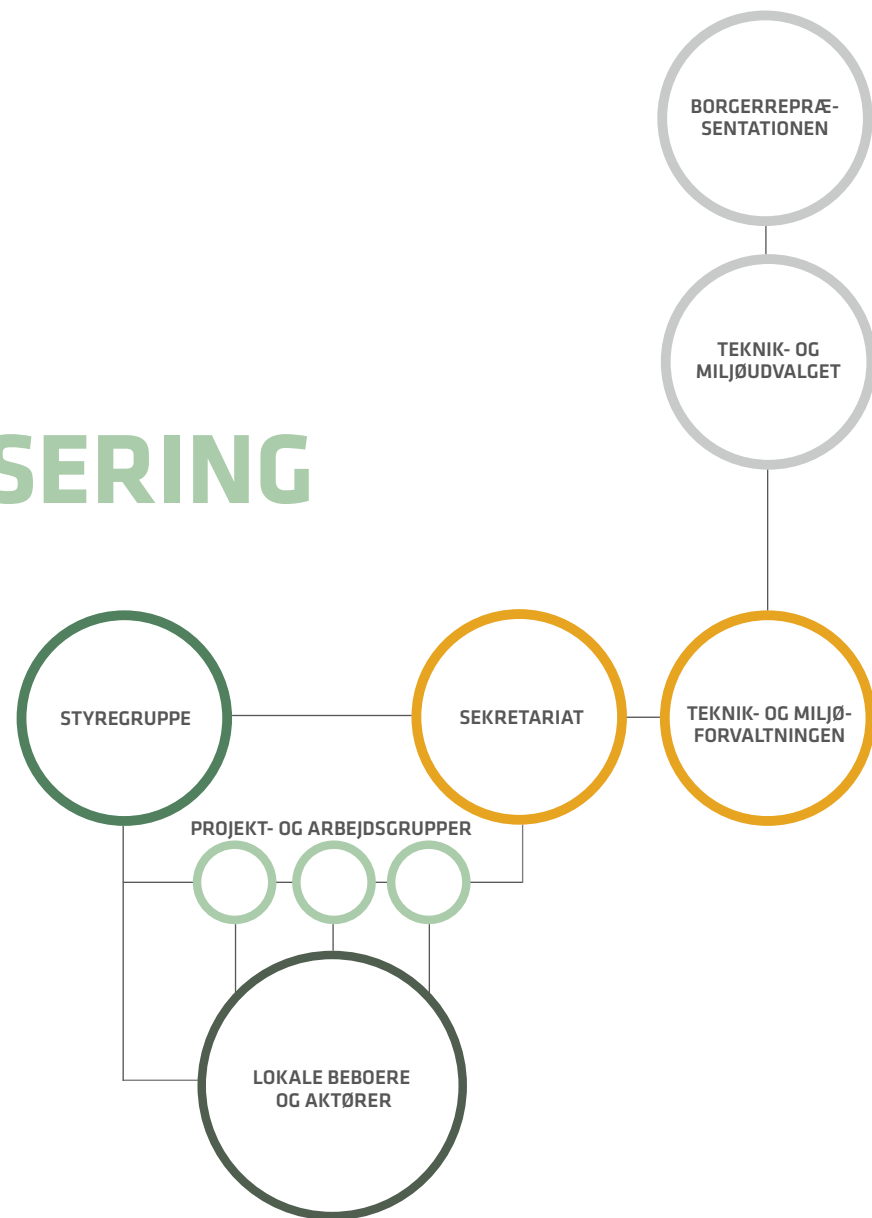 BORGERREPRÆ-
SENTATIONEN
TEKNIK- OG
MILJØUDVALGET
SERING
STYREGRUPPE
SEKRETARIAT
TEKNIK- OG MILJØ-
FORVALTNINGEN
PROJEKT- OG ARBEJDSGRUPPER
LOKALE BEBOERE
OG AKTØRER